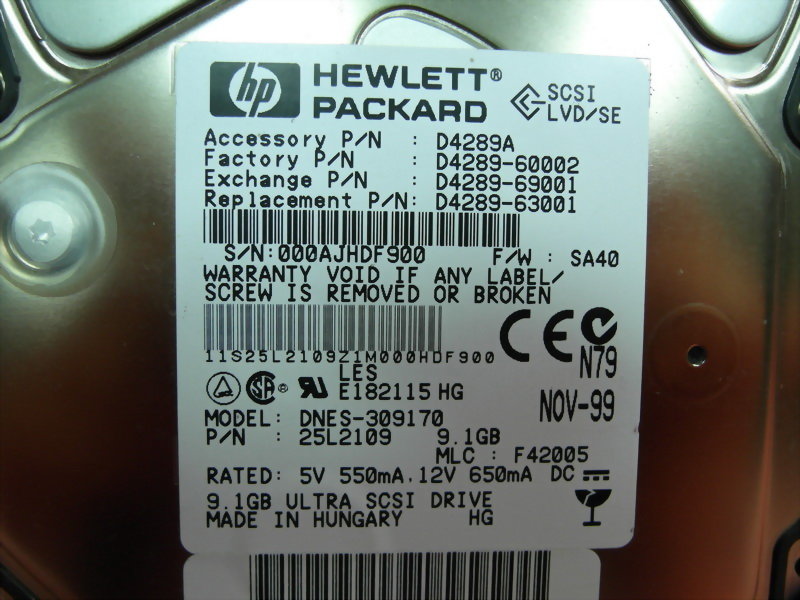 hp HEWLETT® PACKARD
SCSI
LVD/SE
Accessory P/N : D4289A
Factory P/N : D4289-60002
Exchange P/N : D4289-69001
Replacement P/N: D4289-63001
S/N:000AJHDF900 F/W : SA40
WARRANTY VOID IF ANY LABEL/
SCREW IS REMOVED OR BROKEN
11S25L2109Z1M000HDF900
CE N79
LES
E182115 HG
NOV-99
MODEL: DNES-309170
P/N : 25L2109 9.1GB
MLC : F42005
RATED: 5V 550mA, 12V 650mA DC
9.1GB ULTRA SCSI DRIVE
MADE IN HUNGARY HG